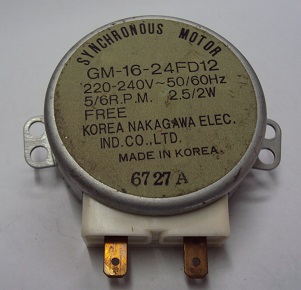 SYNCHRONOUS MOTOR
GM-16-24FD12
220-240V~50/60Hz
5/6R.P.M. 2.5/2W
FREE
KOREA NAKAGAWA ELEC.
IND.CO.,LTD.
MADE IN KOREA.
6727A